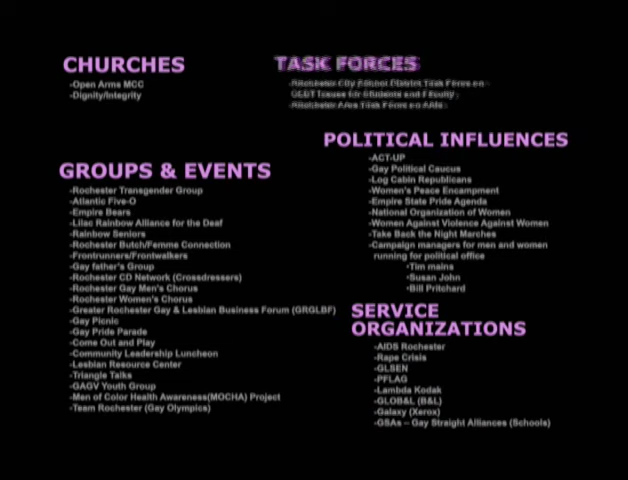 CHURCHES
-Open Arms MCC
-Dignity/Integrity
TASK FORCES
-Rochester City School District Task Force on
GLBT Issues for Students and Faculty
-Rochester Area Task Force on AIDS
POLITICAL INFLUENCES
-ACT-UP
-Gay Political Caucus
-Log Cabin Republicans
-Women's Peace Encampment
-Empire State Pride Agenda
-National Organization of Women
-Women Against Violence Against Women
-Take Back the Night Marches
-Campaign managers for men and women
running for political office
•Tim mains
•Susan John
•Bill Pritchard
GROUPS & EVENTS
-Rochester Transgender Group
-Atlantic Five-O
-Empire Bears
-Lilac Rainbow Alliance for the Deaf
-Rainbow Seniors
-Rochester Butch/Femme Connection
-Frontrunners/Frontwalkers
-Gay father's Group
-Rochester CD Network (Crossdressers)
-Rochester Gay Men's Chorus
-Rochester Women's Chorus
-Greater Rochester Gay & Lesbian Business Forum (GRGLBF)
-Gay Picnic
-Gay Pride Parade
-Come Out and Play
-Community Leadership Luncheon
-Lesbian Resource Center
-Triangle Talks
-GAGV Youth Group
-Men of Color Health Awareness(MOCHA) Project
-Team Rochester (Gay Olympics)
SERVICE
ORGANIZATIONS
-AIDS Rochester
-Rape Crisis
-GLSEN
-PFLAG
-Lambda Kodak
-GLOB&L (B&L)
-Galaxy (Xerox)
-GSAs – Gay Straight Alliances (Schools)